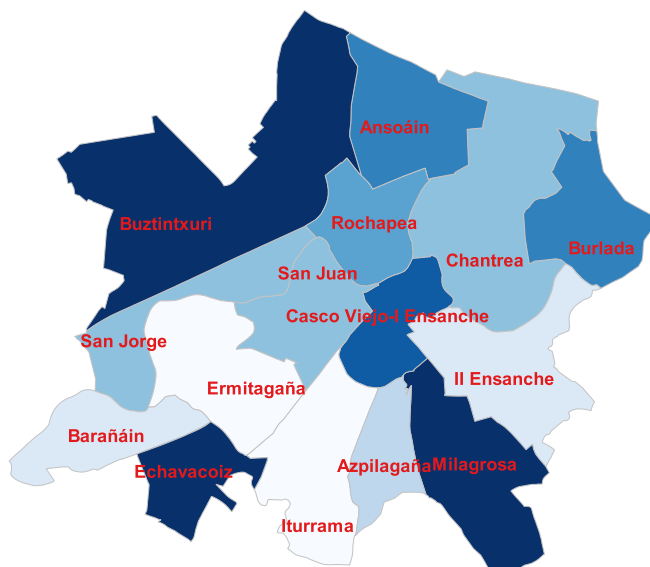 Ansoáin
Buztintxuri
Rochapea
Burlada
Chantrea
San Juan
Casco Viejo-I Ensanche
San Jorge
Ermitagaña
II Ensanche
Barañáin
Echavacoiz
Azpilagaña
Milagrosa
Iturrama